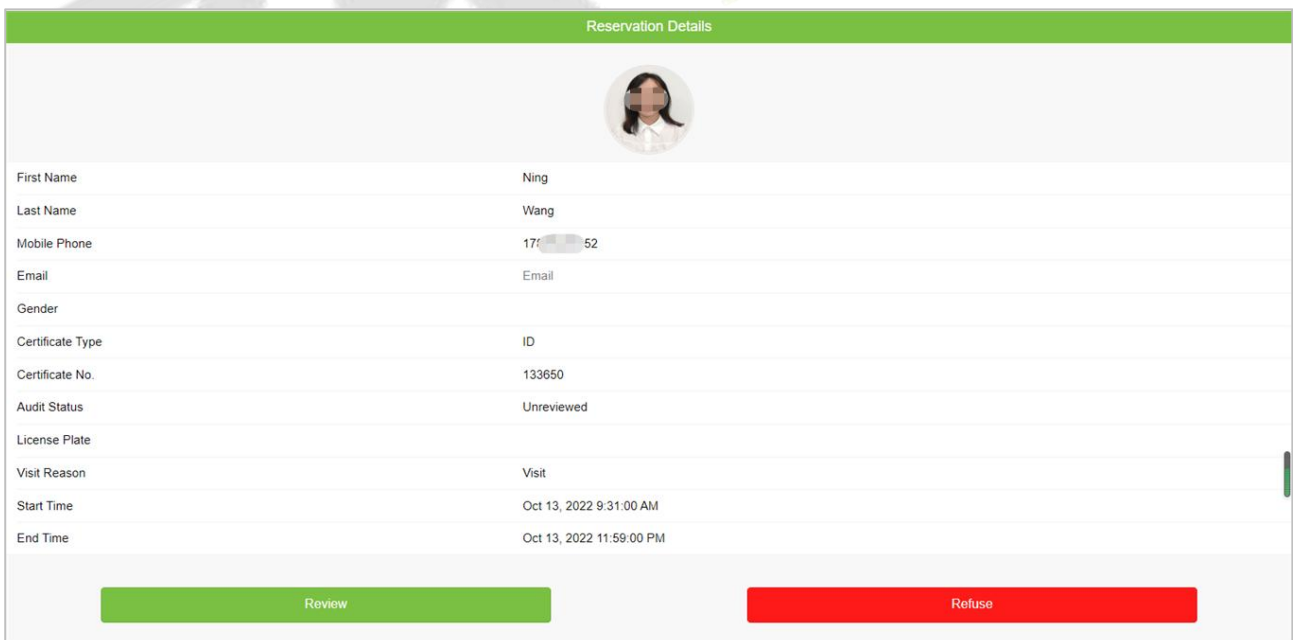 Reservation Details
First Name Ning
Last Name Wang
Mobile Phone 178 52
Email Email
Gender
Certificate Type ID
Certificate No. 133650
Audit Status Unreviewed
License Plate
Visit Reason Visit
Start Time Oct 13, 2022 9:31:00 AM
End Time Oct 13, 2022 11:59:00 PM
Review Refuse